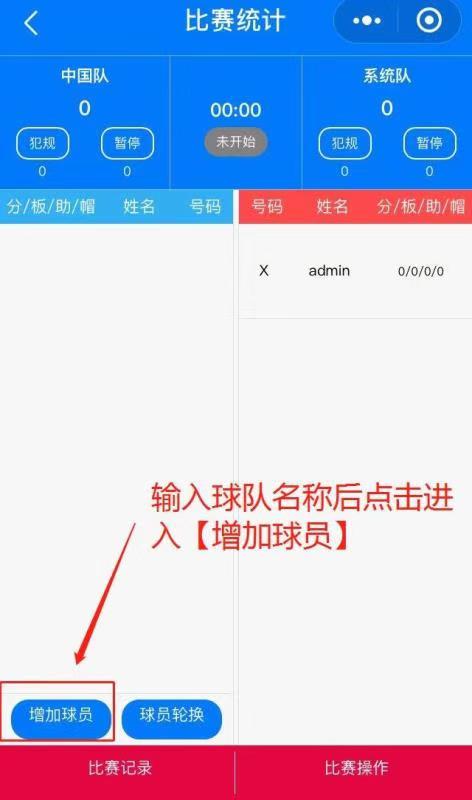 比赛统计
中国队
0
犯规 暂停
0 0
00:00
未开始
系统队
0
犯规 暂停
0 0
分/板/助/帽 姓名 号码
号码 姓名 分/板/助/帽
X admin 0/0/0/0
输入球队名称后点击进
入【增加球员】
增加球员 球员轮换
比赛记录 比赛操作